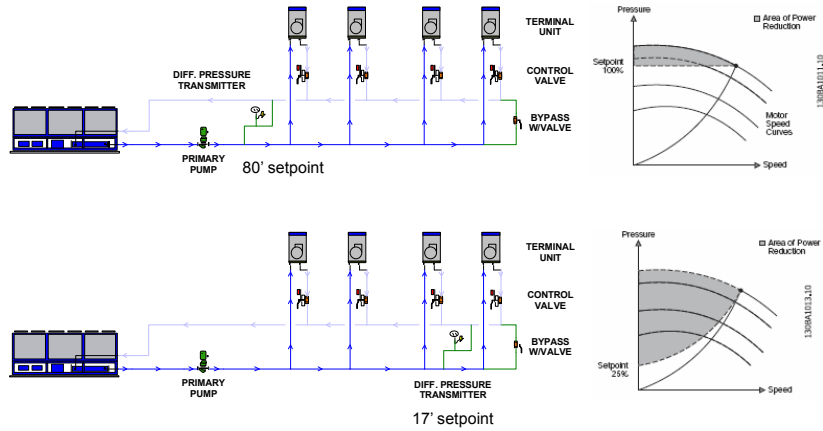 TERMINAL
UNIT
CONTROL
VALVE
BYPASS
W/VALVE
DIFF. PRESSURE
TRANSMITTER
PRIMARY
PUMP
80' setpoint
Pressure
Area of Power
Reduction
Setpoint
100%
Motor
Speed
Curves
Speed
1308A1011.10
TERMINAL
UNIT
CONTROL
VALVE
BYPASS
W/VALVE
PRIMARY
PUMP
DIFF. PRESSURE
TRANSMITTER
17' setpoint
Pressure
Area of Power
Reduction
Setpoint
25%
Speed
1308A1013.10